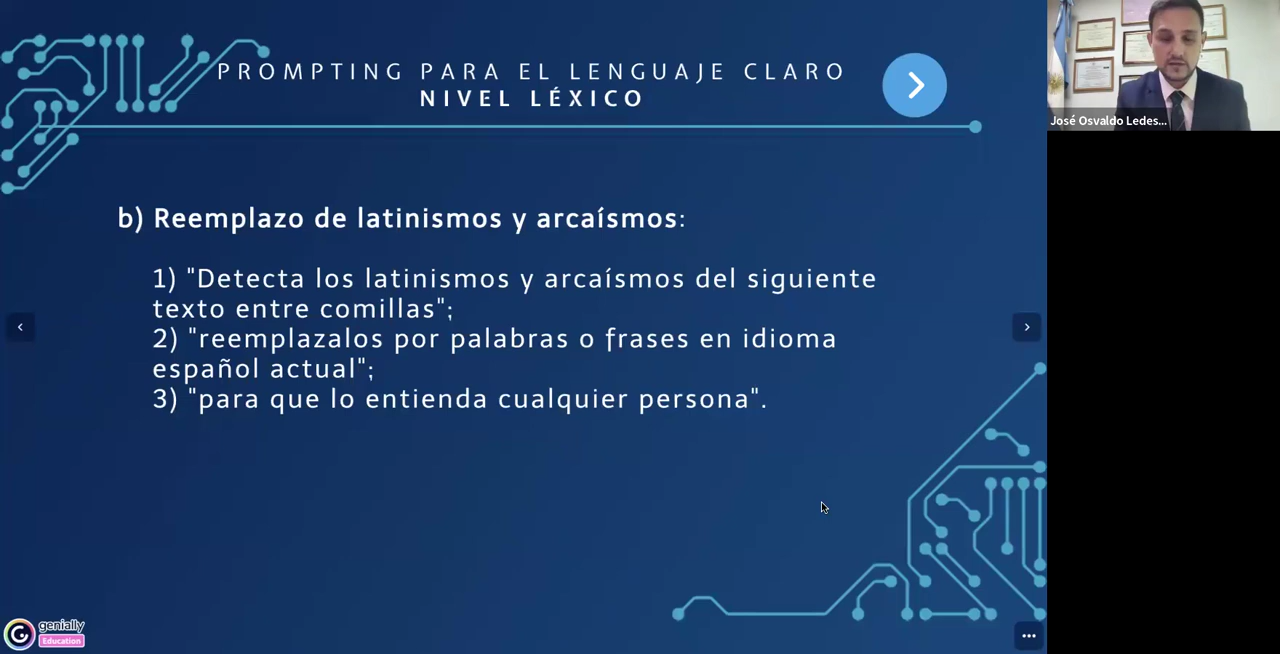 PROMPTING PARA EL LENGUAJE CLARO
NIVEL LÉXICO
b) Reemplazo de latinismos y arcaísmos:
1) "Detecta los latinismos y arcaísmos del siguiente
texto entre comillas";
2) "reemplazalos por palabras o frases en idioma
español actual";
3) "para que lo entienda cualquier persona".
José Osvaldo Ledes...
genially
Education